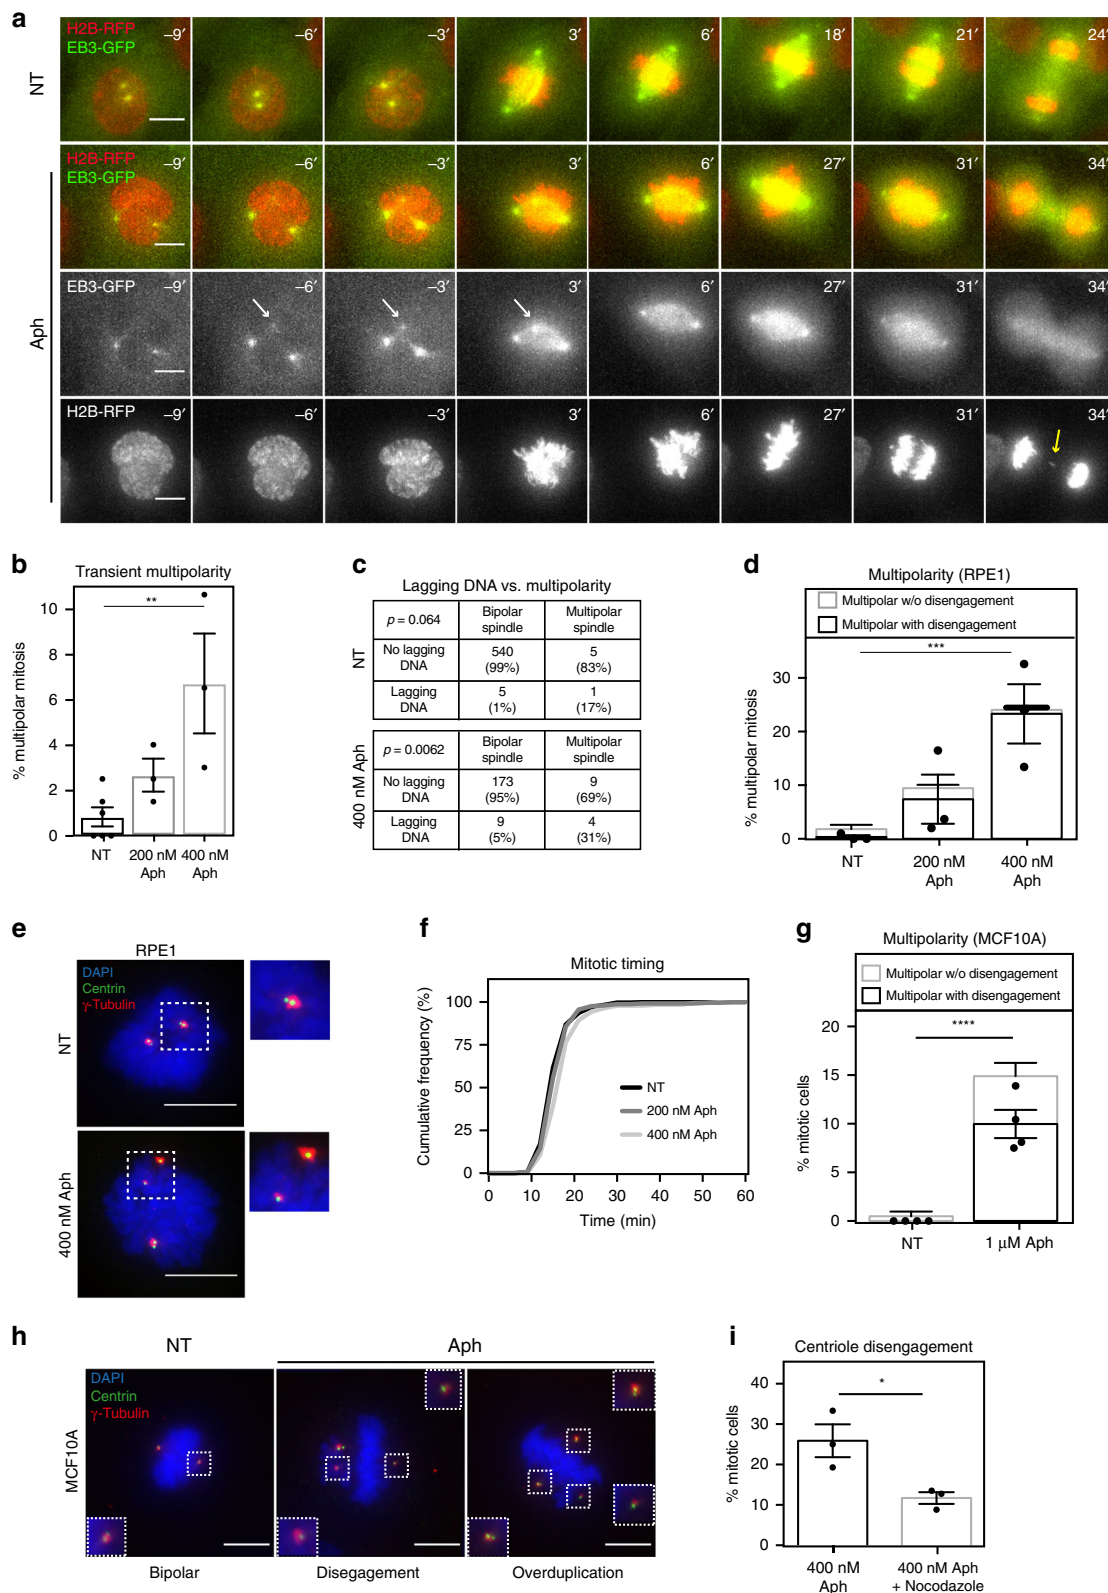 a
H2B-RFP
EB3-GFP
–9′
–6′
–3′
3′
6′
18′
21′
24′
NT
H2B-RFP
EB3-GFP
–9′
–6′
–3′
3′
6′
27′
31′
34′
Aph
EB3-GFP
–9′
–6′
–3′
3′
6′
27′
31′
34′
H2B-RFP
–9′
–6′
–3′
3′
6′
27′
31′
34′
b
Transient multipolarity
**
% multipolar mitosis
10
8
6
4
2
0
NT
200 nM
Aph
400 nM
Aph
c
Lagging DNA vs. multipolarity
NT
p = 0.064
Bipolar
spindle
Multipolar
spindle
No lagging
DNA
540
(99%)
5
(83%)
Lagging
DNA
5
(1%)
1
(17%)
400 nM Aph
p = 0.0062
Bipolar
spindle
Multipolar
spindle
No lagging
DNA
173
(95%)
9
(69%)
Lagging
DNA
9
(5%)
4
(31%)
d
Multipolarity (RPE1)
Multipolar w/o disengagement
Multipolar with disengagement
***
% multipolar mitosis
30
20
10
0
NT
200 nM
Aph
400 nM
Aph
e
RPE1
DAPI
Centrin
γ-Tubulin
NT
400 nM Aph
f
Mitotic timing
Cumulative frequency (%)
100
75
50
25
0
NT
200 nM Aph
400 nM Aph
0
10
20
30
40
50
60
Time (min)
g
Multipolarity (MCF10A)
Multipolar w/o disengagement
Multipolar with disengagement
****
% mitotic cells
20
15
10
5
0
NT
1 μM Aph
h
NT
Aph
DAPI
Centrin
γ-Tubulin
MCF10A
Bipolar
Disegagement
Overduplication
i
Centriole disengagement
*
% mitotic cells
40
30
20
10
0
400 nM
Aph
400 nM Aph
+ Nocodazole